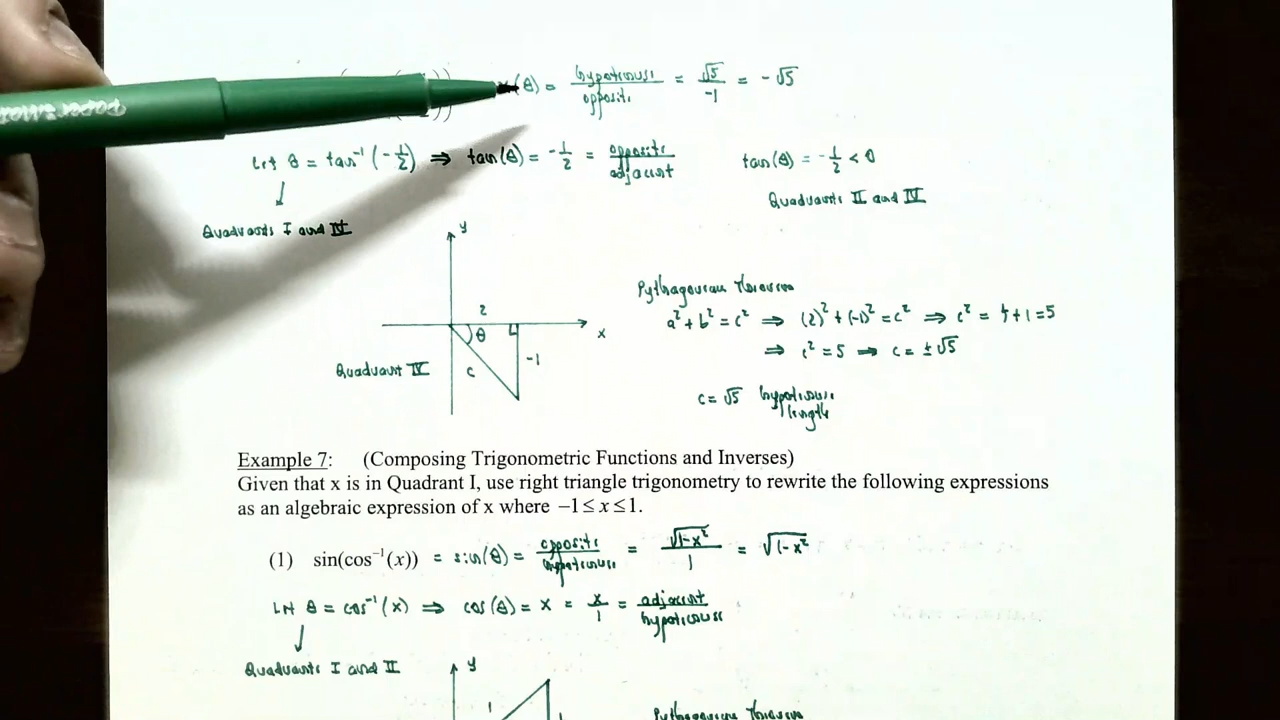 (θ) = hypotenuse / opposite = √5 / -1 = -√5
Let θ = tan⁻¹(-1/2) ⇒ tan(θ) = -1/2 = opposite / adjacent
tan(θ) = -1/2 < 0
Quadrants II and IV
Quadrants I and IV
y
2
θ
x
-1
c
Quadrant IV
Pythagorean Theorem
a² + b² = c² ⇒ (2)² + (-1)² = c² ⇒ c² = 4+1 = 5
⇒ c² = 5 ⇒ c = ±√5
c = √5 hypotenuse
length
Example 7: (Composing Trigonometric Functions and Inverses)
Given that x is in Quadrant I, use right triangle trigonometry to rewrite the following expressions
as an algebraic expression of x where −1 ≤ x ≤ 1.
(1) sin(cos⁻¹(x)) = sin(θ) = opposite / hypotenuse = √1-x² / 1 = √1-x²
Let θ = cos⁻¹(x) ⇒ cos(θ) = x = x/1 = adjacent / hypotenuse
Quadrants I and II
y
1
Pythagorean Theorem